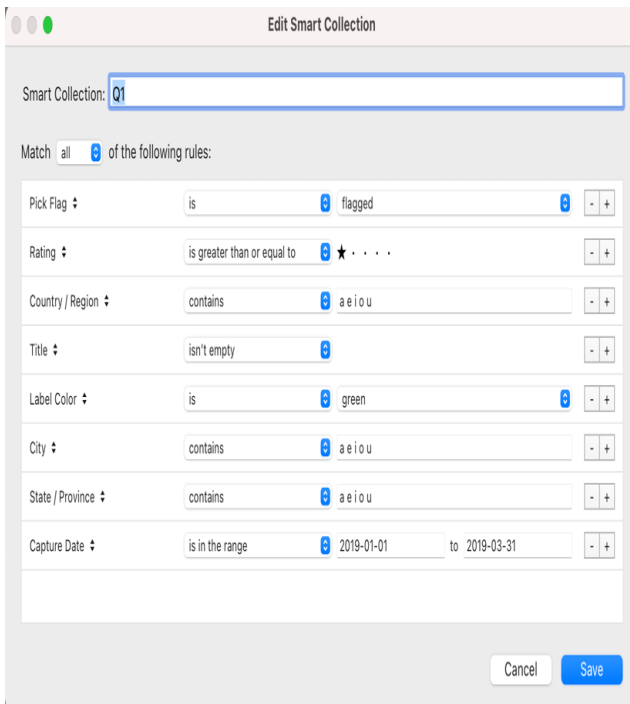 Edit Smart Collection
Smart Collection: Q1
Match all of the following rules:
Pick Flag is flagged - +
Rating is greater than or equal to ★ · · · · - +
Country / Region contains a e i o u - +
Title isn't empty - +
Label Color is green - +
City contains a e i o u - +
State / Province contains a e i o u - +
Capture Date is in the range 2019-01-01 to 2019-03-31 - +
Cancel Save